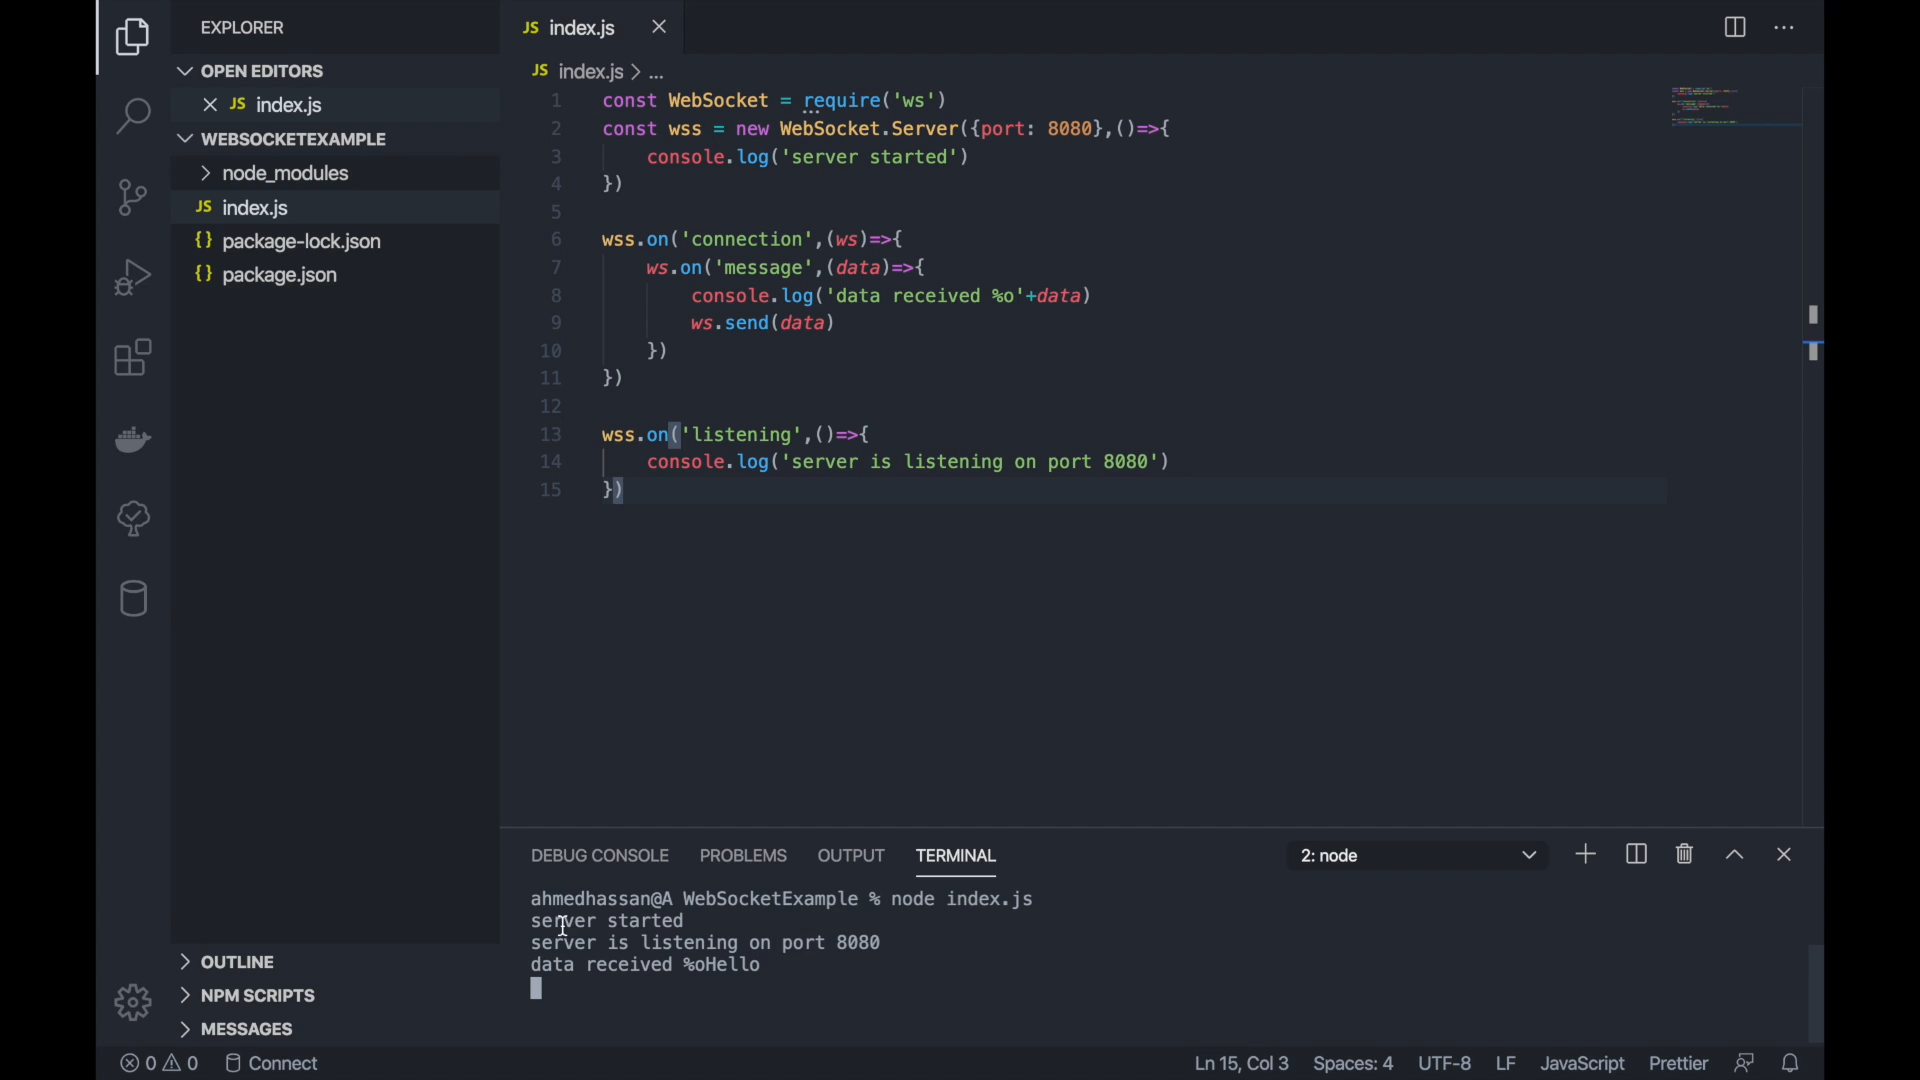 EXPLORER
OPEN EDITORS
JS index.js
WEBSOCKETEXAMPLE
node_modules
JS index.js
{} package-lock.json
{} package.json
OUTLINE
NPM SCRIPTS
MESSAGES
JS index.js
JS index.js > ...
1 const WebSocket = require('ws')
2 const wss = new WebSocket.Server({port: 8080},()=>{
3 console.log('server started')
4 })
5
6 wss.on('connection',(ws)=>{
7 ws.on('message',(data)=>{
8 console.log('data received %o'+data)
9 ws.send(data)
10 })
11 })
12
13 wss.on('listening',()=>{
14 console.log('server is listening on port 8080')
15 })
DEBUG CONSOLE PROBLEMS OUTPUT TERMINAL 2: node
ahmedhassan@A WebSocketExample % node index.js
server started
server is listening on port 8080
data received %oHello
0 0 Connect Ln 15, Col 3 Spaces: 4 UTF-8 LF JavaScript Prettier